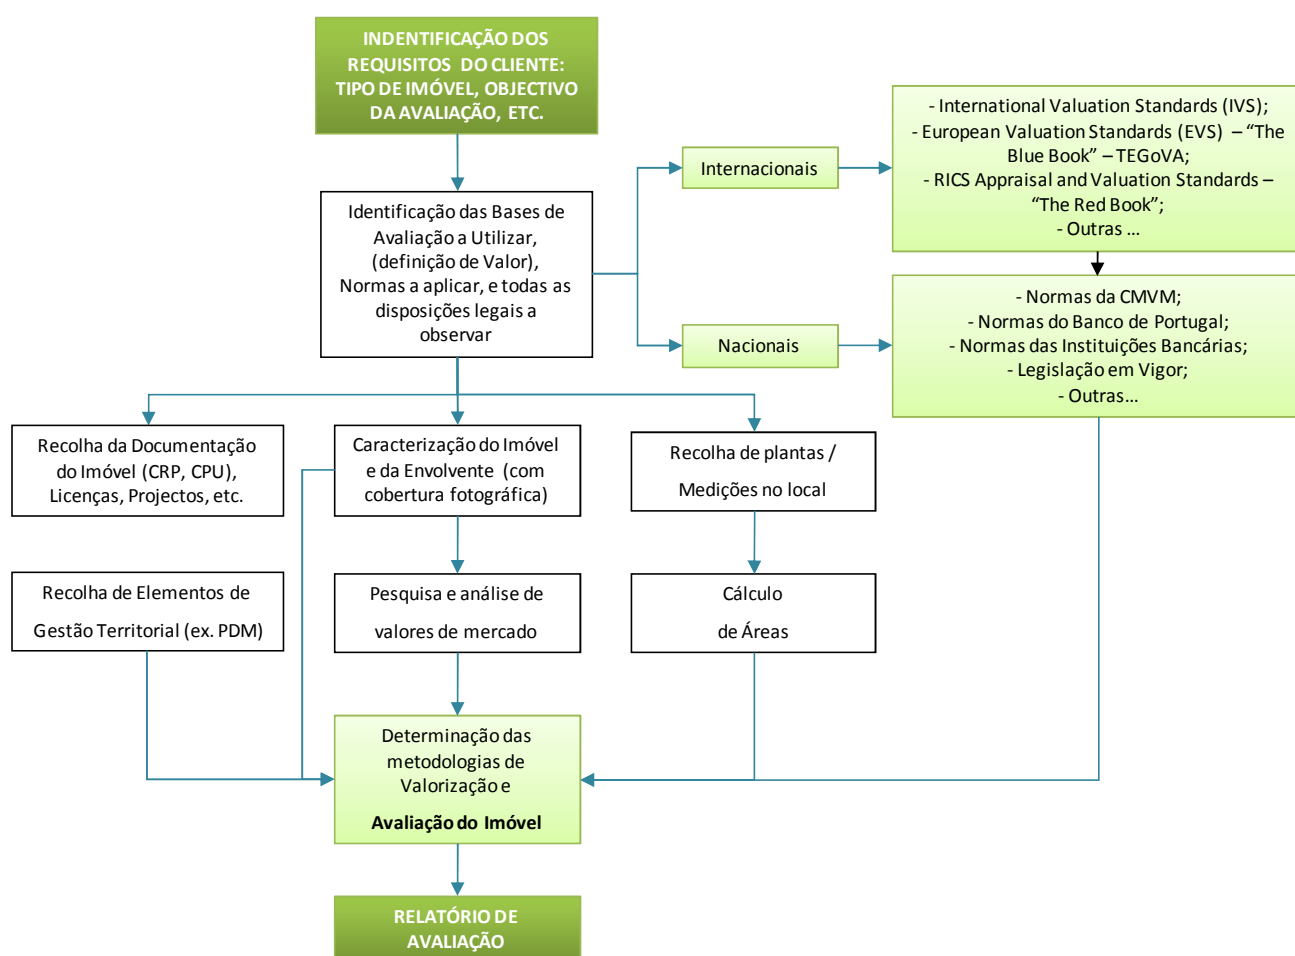 INDENTIFICAÇÃO DOS
REQUISITOS DO CLIENTE:
TIPO DE IMÓVEL, OBJECTIVO
DA AVALIAÇÃO, ETC.
Identificação das Bases de
Avaliação a Utilizar,
(definição de Valor),
Normas a aplicar, e todas as
disposições legais a
observar
Internacionais
- International Valuation Standards (IVS);
- European Valuation Standards (EVS) – “The
Blue Book” – TEGoVA;
- RICS Appraisal and Valuation Standards –
“The Red Book”;
- Outras ...
Nacionais
- Normas da CMVM;
- Normas do Banco de Portugal;
- Normas das Instituições Bancárias;
- Legislação em Vigor;
- Outras...
Recolha da Documentação
do Imóvel (CRP, CPU),
Licenças, Projectos, etc.
Caracterização do Imóvel
e da Envolvente (com
cobertura fotográfica)
Recolha de plantas /
Medições no local
Recolha de Elementos de
Gestão Territorial (ex. PDM)
Pesquisa e análise de
valores de mercado
Cálculo
de Áreas
Determinação das
metodologias de
Valorização e
Avaliação do Imóvel
RELATÓRIO DE
AVALIAÇÃO